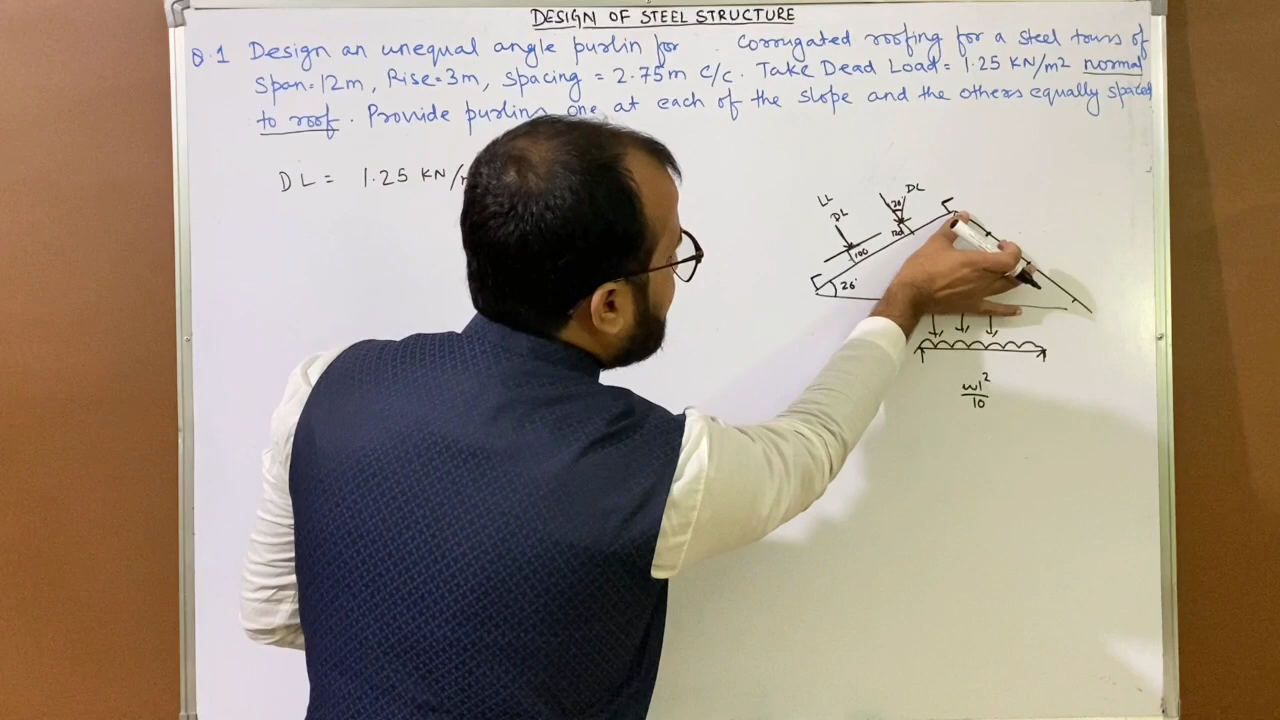 DESIGN OF STEEL STRUCTURE
Q.1 Design an unequal angle purlin for . Corrugated roofing for a steel truss of
span=12m, Rise=3m, spacing = 2.75m c/c. Take Dead Load= 1.25 KN/m² normal
to roof. Provide purlins one at each of the slope and the others equally spaced
DL = 1.25 KN/
LL
DL
DL
20
100
120
26°
wl²
10